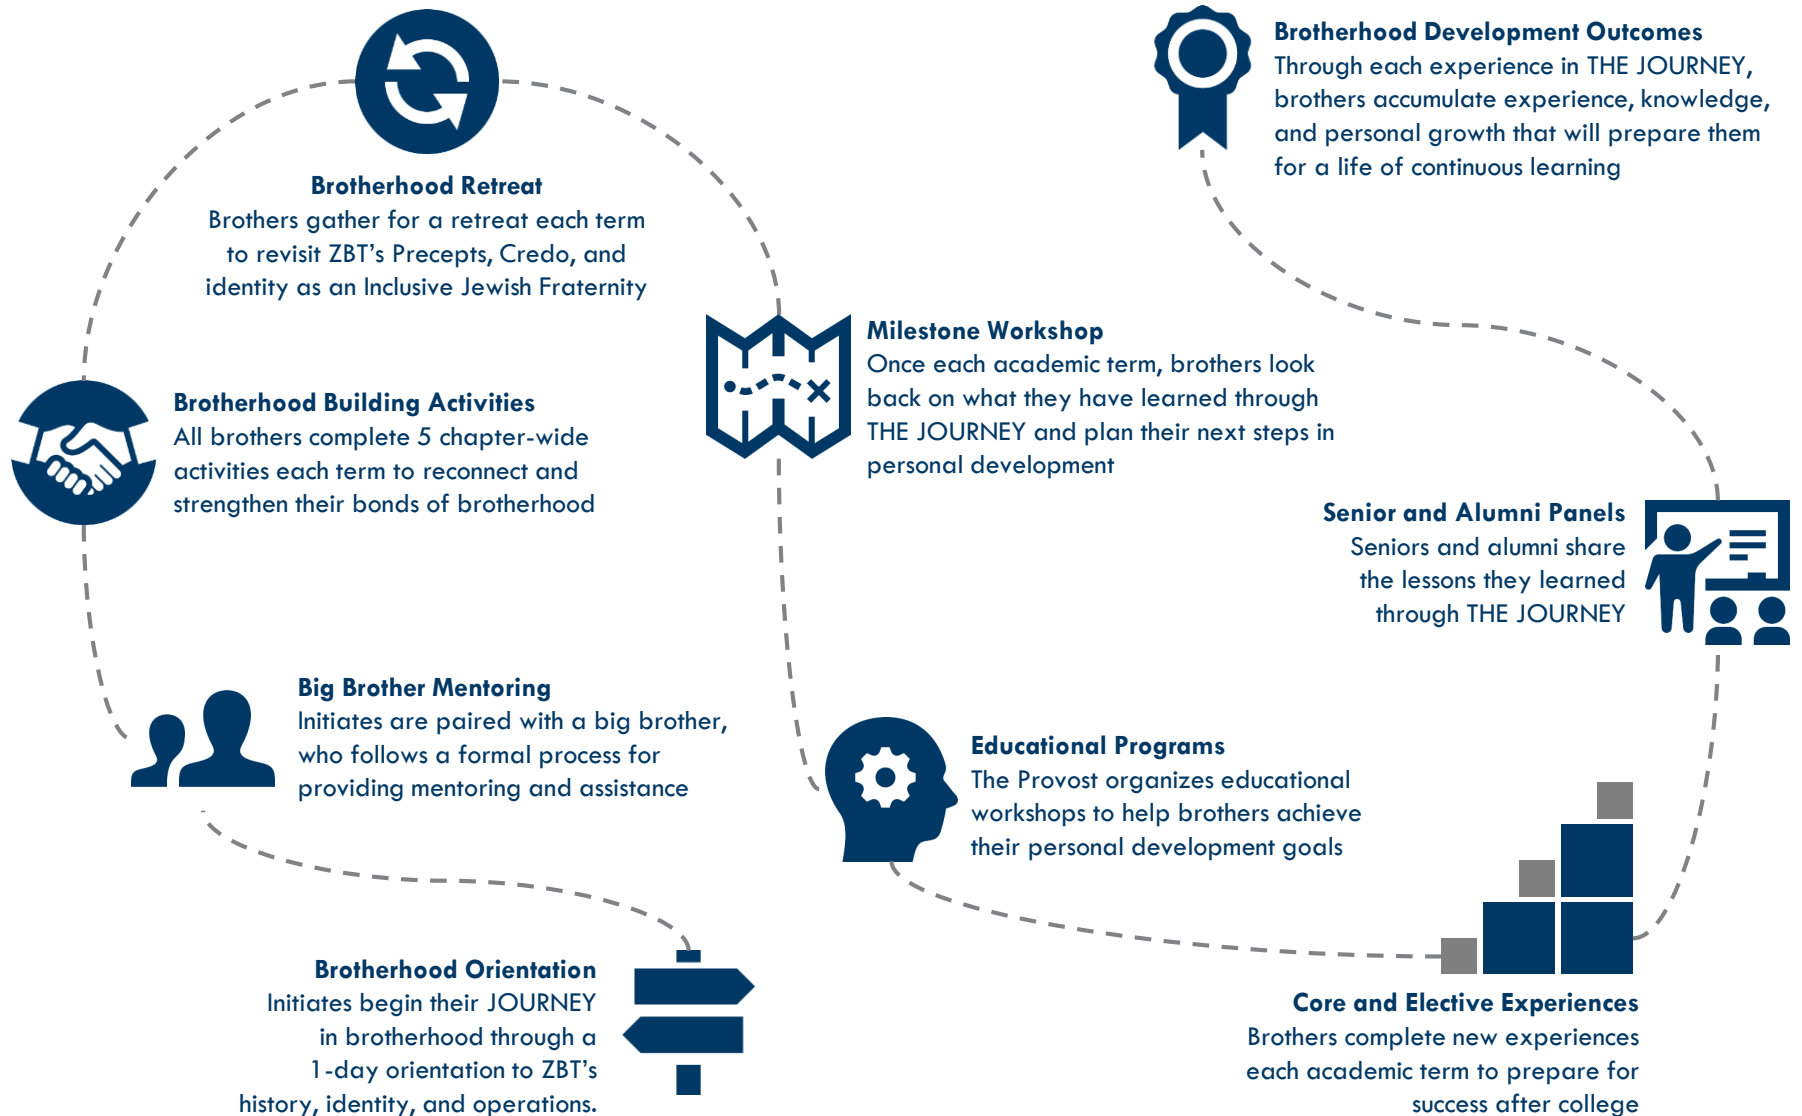 Brotherhood Development Outcomes
Through each experience in THE JOURNEY,
brothers accumulate experience, knowledge,
and personal growth that will prepare them
for a life of continuous learning
Brotherhood Retreat
Brothers gather for a retreat each term
to revisit ZBT’s Precepts, Credo, and
identity as an Inclusive Jewish Fraternity
Milestone Workshop
Once each academic term, brothers look
back on what they have learned through
THE JOURNEY and plan their next steps in
personal development
Brotherhood Building Activities
All brothers complete 5 chapter-wide
activities each term to reconnect and
strengthen their bonds of brotherhood
Senior and Alumni Panels
Seniors and alumni share
the lessons they learned
through THE JOURNEY
Big Brother Mentoring
Initiates are paired with a big brother,
who follows a formal process for
providing mentoring and assistance
Educational Programs
The Provost organizes educational
workshops to help brothers achieve
their personal development goals
Brotherhood Orientation
Initiates begin their JOURNEY
in brotherhood through a
1-day orientation to ZBT’s
history, identity, and operations.
Core and Elective Experiences
Brothers complete new experiences
each academic term to prepare for
success after college